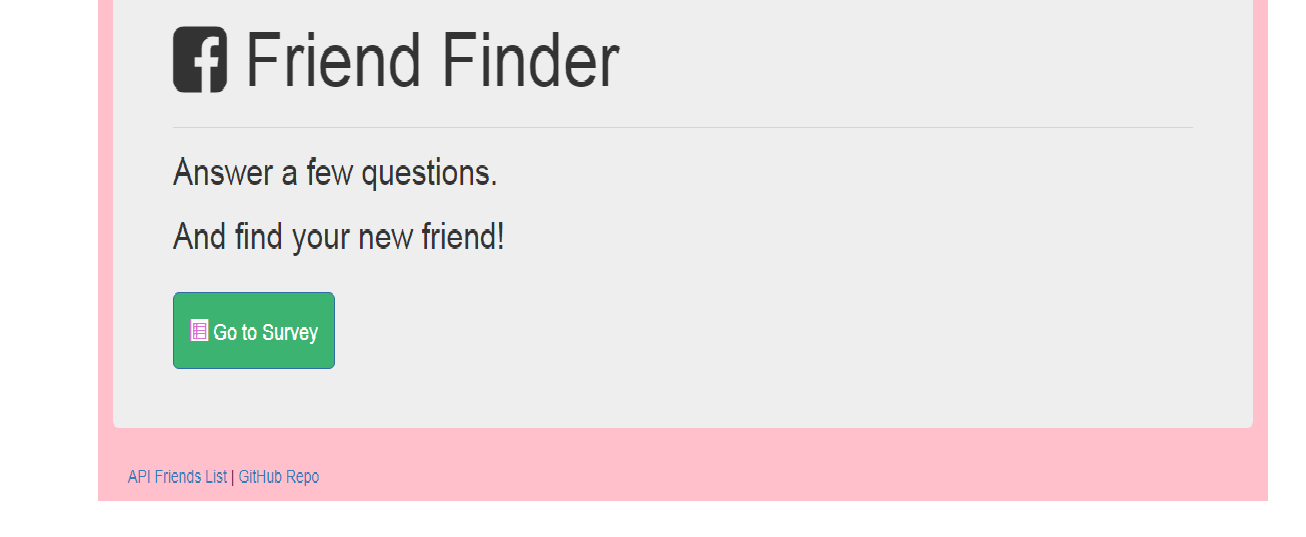 Friend Finder
Answer a few questions.
And find your new friend!
Go to Survey
API Friends List | GitHub Repo